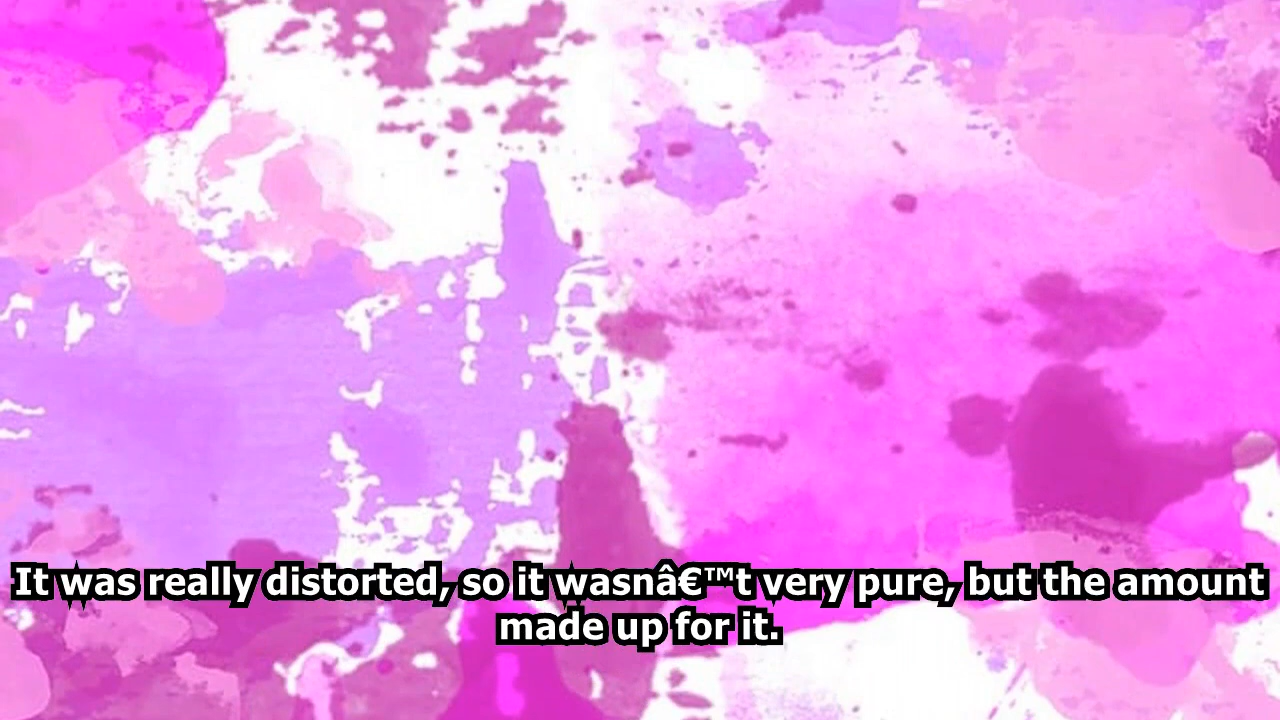 It was really distorted, so it wasnâ€™t very pure, but the amount
made up for it.